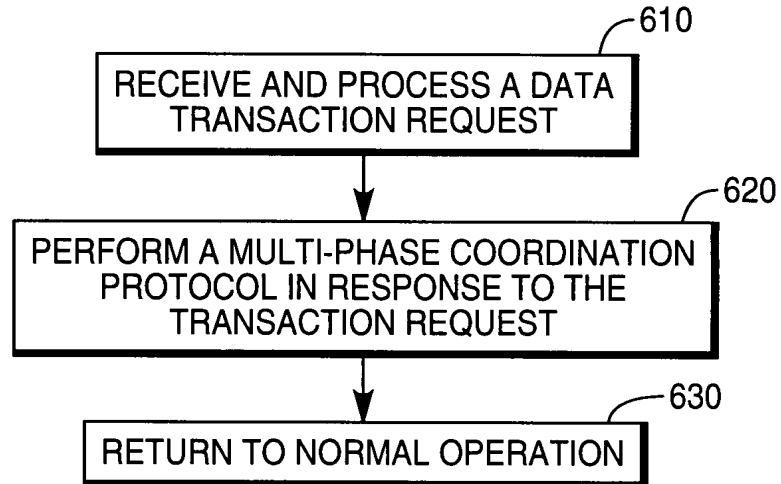 610
RECEIVE AND PROCESS A DATA
TRANSACTION REQUEST
620
PERFORM A MULTI-PHASE COORDINATION
PROTOCOL IN RESPONSE TO THE
TRANSACTION REQUEST
630
RETURN TO NORMAL OPERATION